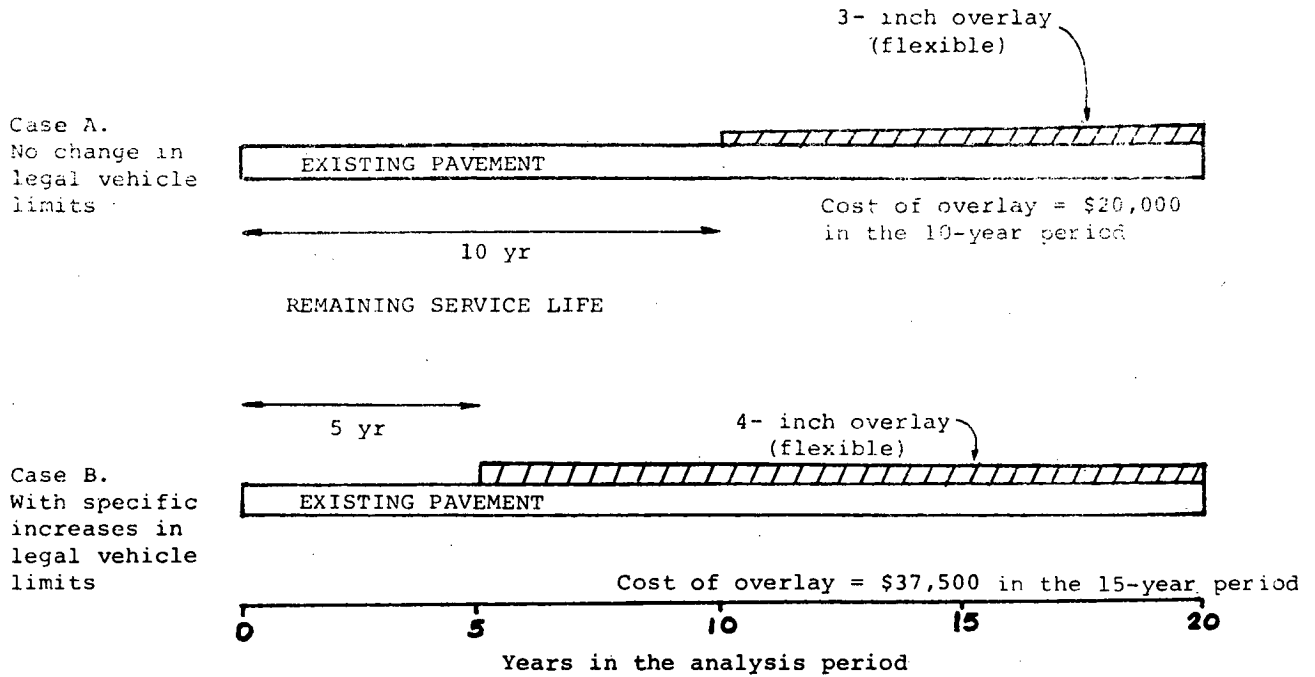 3- inch overlay
(flexible)
Case A.
No change in
legal vehicle
limits
EXISTING PAVEMENT
Cost of overlay = $20,000
in the 10-year period
10 yr
REMAINING SERVICE LIFE
5 yr
4- inch overlay
(flexible)
Case B.
With specific
increases in
legal vehicle
limits
EXISTING PAVEMENT
Cost of overlay = $37,500 in the 15-year period
0 5 10 15 20
Years in the analysis period